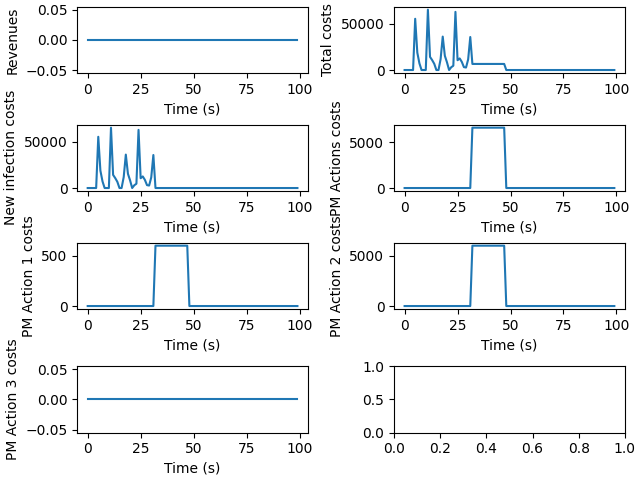 Revenues
0.05
0.00
−0.05
0 25 50 75 100
Time (s)
Total costs
50000
0
0 25 50 75 100
Time (s)
New infection costs
50000
0
0 25 50 75 100
Time (s)
PM Actions costs
5000
0
0 25 50 75 100
Time (s)
PM Action 1 costs
500
0
0 25 50 75 100
Time (s)
PM Action 2 costs
5000
0
0 25 50 75 100
Time (s)
PM Action 3 costs
0.05
0.00
−0.05
0 25 50 75 100
Time (s)
1.0
0.5
0.0
0.0 0.2 0.4 0.6 0.8 1.0